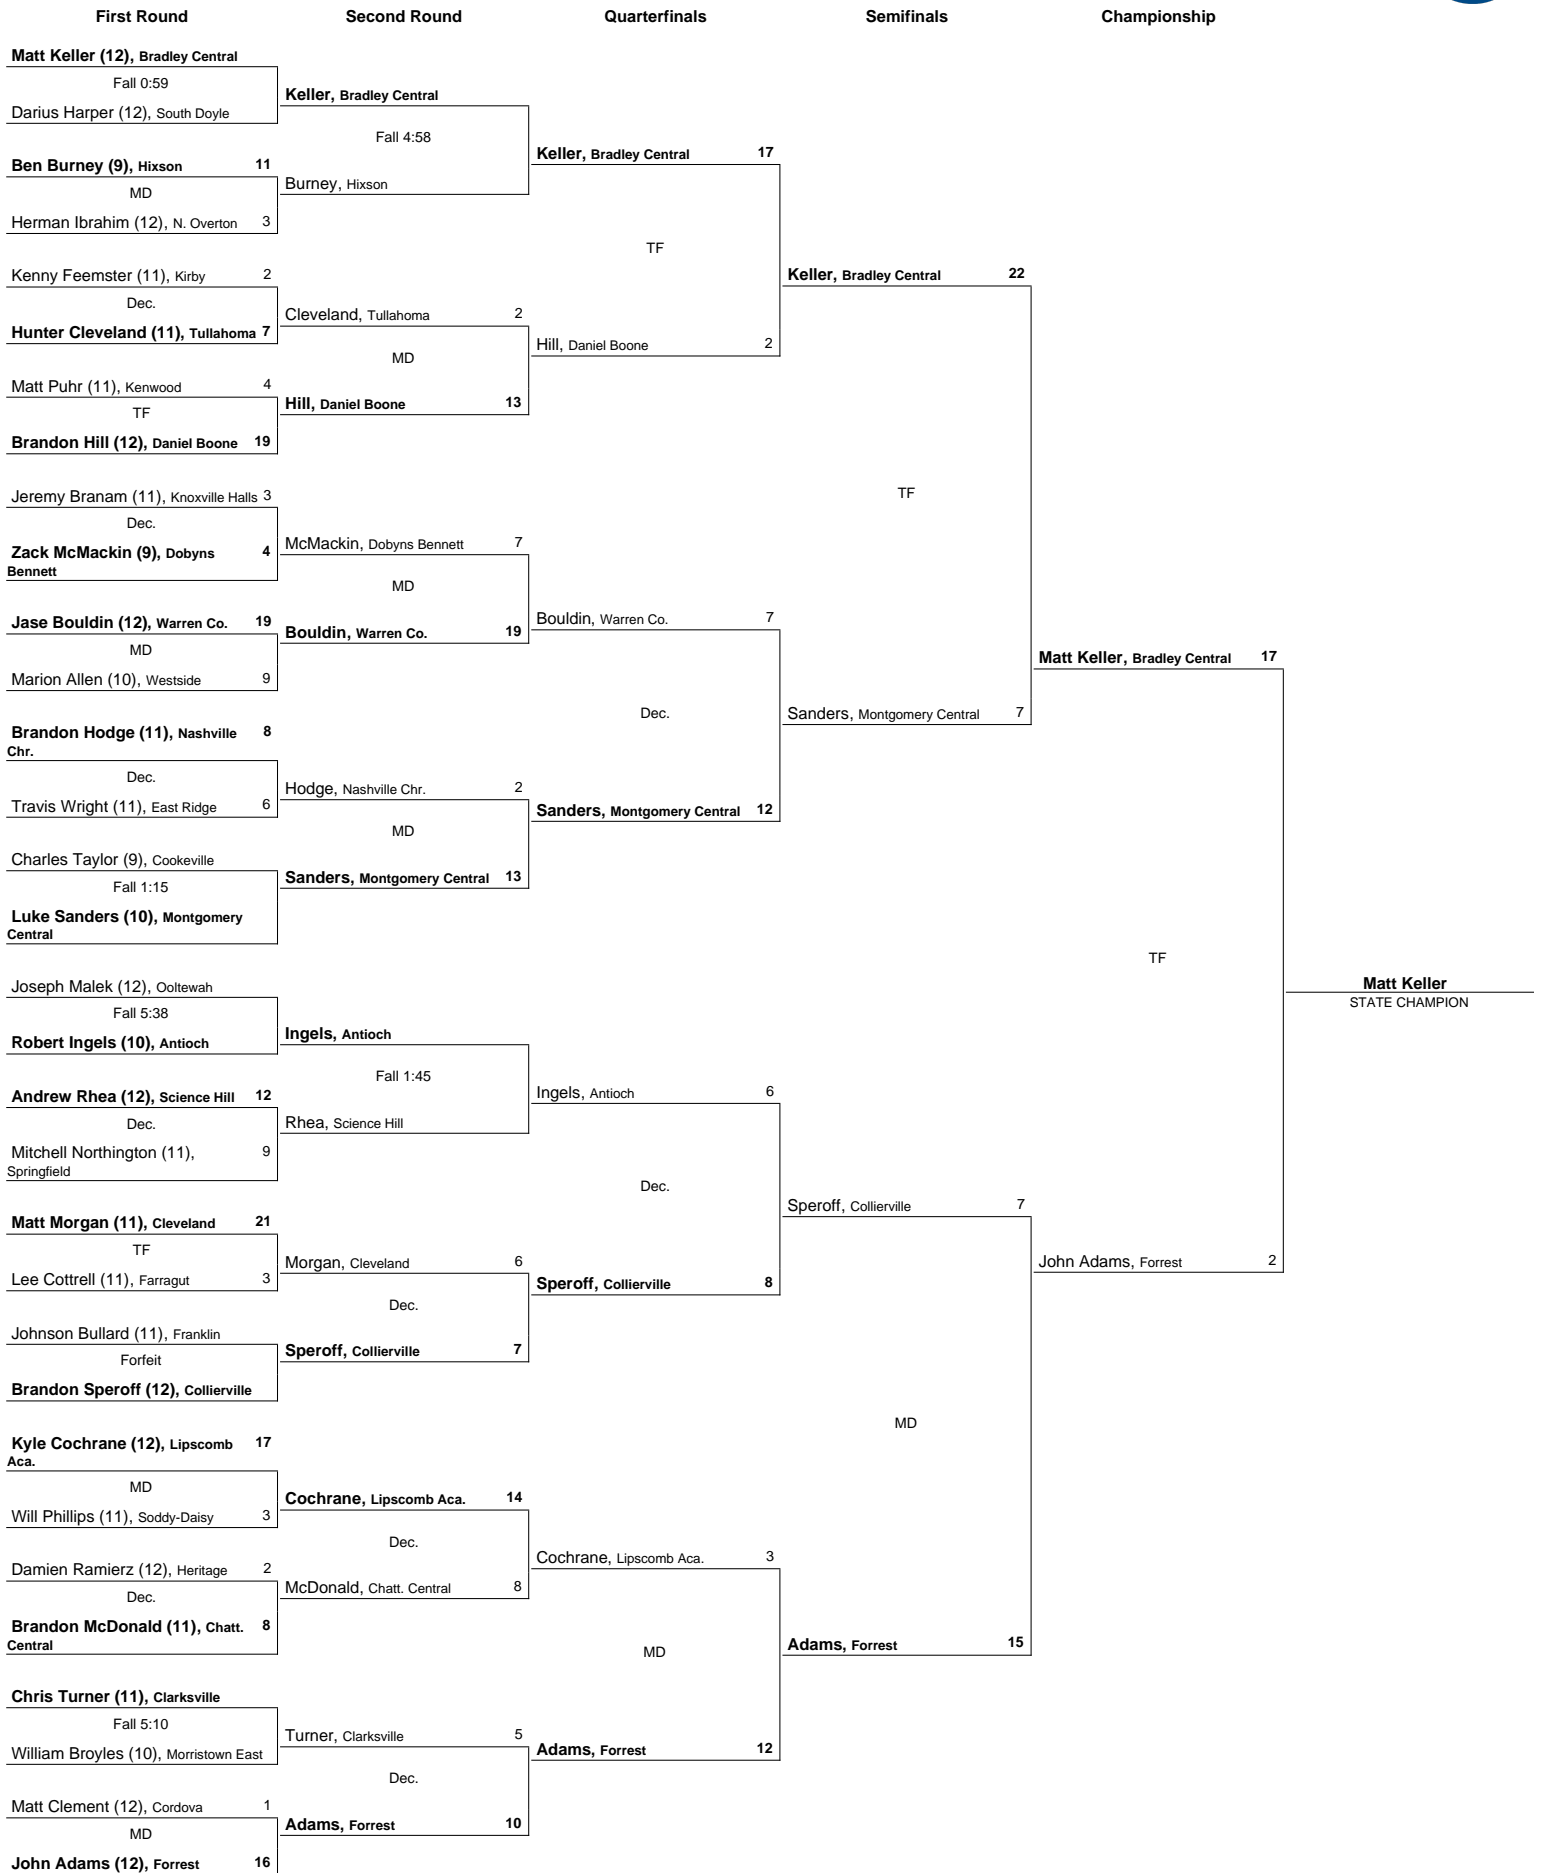 First Round Second Round Quarterfinals Semifinals Championship
Matt Keller (12), Bradley Central
Fall 0:59
Darius Harper (12), South Doyle
Ben Burney (9), Hixson 11
MD
Herman Ibrahim (12), N. Overton 3
Kenny Feemster (11), Kirby 2
Dec.
Hunter Cleveland (11), Tullahoma 7
Matt Puhr (11), Kenwood 4
TF
Brandon Hill (12), Daniel Boone 19
Jeremy Branam (11), Knoxville Halls 3
Dec.
Zack McMackin (9), Dobyns 4
Bennett
Jase Bouldin (12), Warren Co. 19
MD
Marion Allen (10), Westside 9
Brandon Hodge (11), Nashville 8
Chr.
Dec.
Travis Wright (11), East Ridge 6
Charles Taylor (9), Cookeville
Fall 1:15
Luke Sanders (10), Montgomery
Central
Joseph Malek (12), Ooltewah
Fall 5:38
Robert Ingels (10), Antioch
Andrew Rhea (12), Science Hill 12
Dec.
Mitchell Northington (11), 9
Springfield
Matt Morgan (11), Cleveland 21
TF
Lee Cottrell (11), Farragut 3
Johnson Bullard (11), Franklin
Forfeit
Brandon Speroff (12), Collierville
Kyle Cochrane (12), Lipscomb 17
Aca.
MD
Will Phillips (11), Soddy-Daisy 3
Damien Ramierz (12), Heritage 2
Dec.
Brandon McDonald (11), Chatt. 8
Central
Chris Turner (11), Clarksville
Fall 5:10
William Broyles (10), Morristown East
Matt Clement (12), Cordova 1
MD
John Adams (12), Forrest 16
Keller, Bradley Central
Fall 4:58
Burney, Hixson
Cleveland, Tullahoma 2
MD
Hill, Daniel Boone 13
McMackin, Dobyns Bennett 7
MD
Bouldin, Warren Co. 19
Hodge, Nashville Chr. 2
MD
Sanders, Montgomery Central 13
Ingels, Antioch
Fall 1:45
Rhea, Science Hill
Morgan, Cleveland 6
Dec.
Speroff, Collierville 7
Cochrane, Lipscomb Aca. 14
Dec.
McDonald, Chatt. Central 8
Turner, Clarksville 5
Dec.
Adams, Forrest 10
Keller, Bradley Central 17
TF
Hill, Daniel Boone 2
Bouldin, Warren Co. 7
Dec.
Sanders, Montgomery Central 12
Ingels, Antioch 6
Dec.
Speroff, Collierville 8
Cochrane, Lipscomb Aca. 3
MD
Adams, Forrest 12
Keller, Bradley Central 22
TF
Sanders, Montgomery Central 7
Speroff, Collierville 7
MD
Adams, Forrest 15
Matt Keller, Bradley Central 17
TF
John Adams, Forrest 2
Matt Keller
STATE CHAMPION